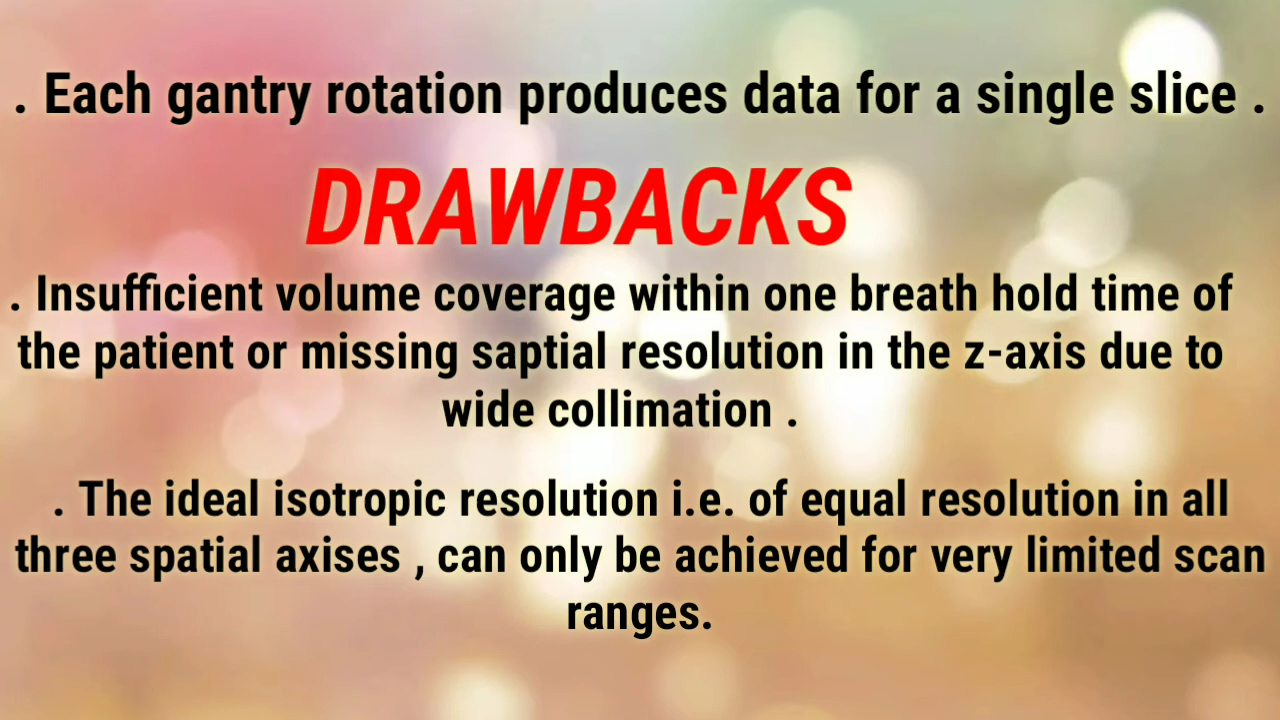 . Each gantry rotation produces data for a single slice .
DRAWBACKS
. Insufficient volume coverage within one breath hold time of
the patient or missing saptial resolution in the z-axis due to
wide collimation .
. The ideal isotropic resolution i.e. of equal resolution in all
three spatial axises , can only be achieved for very limited scan
ranges.